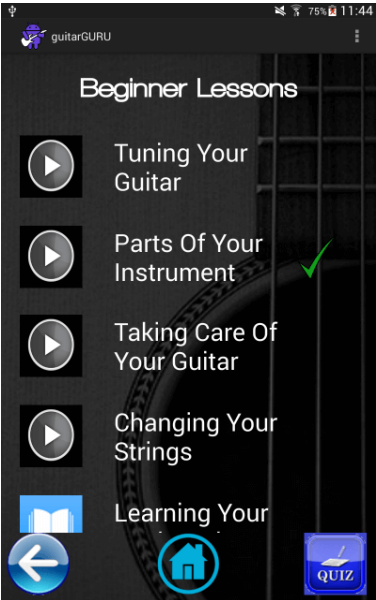 75% 11:44
guitarGURU
Beginner Lessons
Tuning Your
Guitar
Parts Of Your
Instrument
Taking Care Of
Your Guitar
Changing Your
Strings
Learning Your
QUIZ